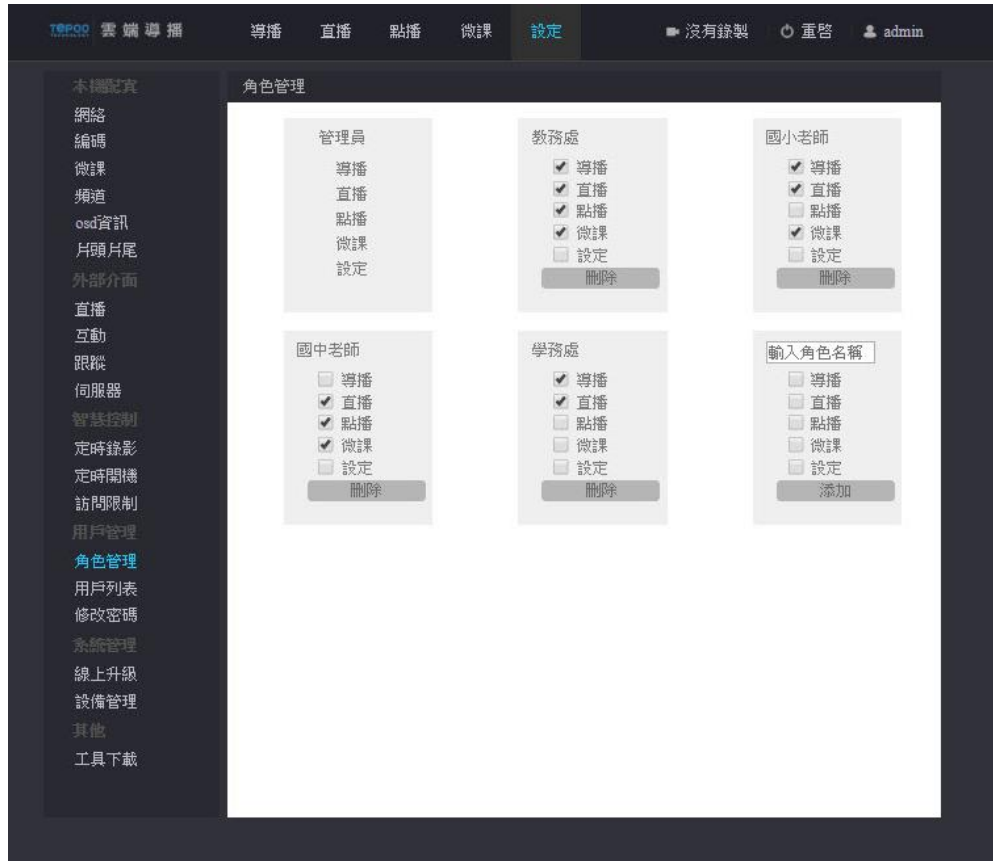 TOPOO 雲端導播
導播 直播 點播 微課 設定 沒有錄製 重啓 admin
本機配寘
網絡
編碼
微課
頻道
osd資訊
片頭片尾
外部介面
直播
互動
跟蹤
伺服器
智慧控制
定時錄影
定時開機
訪問限制
用戶管理
角色管理
用戶列表
修改密碼
系統管理
線上升級
設備管理
其他
工具下載
角色管理
管理員
導播
直播
點播
微課
設定
教務處
導播
直播
點播
微課
設定
刪除
國小老師
導播
直播
點播
微課
設定
刪除
國中老師
導播
直播
點播
微課
設定
刪除
學務處
導播
直播
點播
微課
設定
刪除
輸入角色名稱
導播
直播
點播
微課
設定
添加